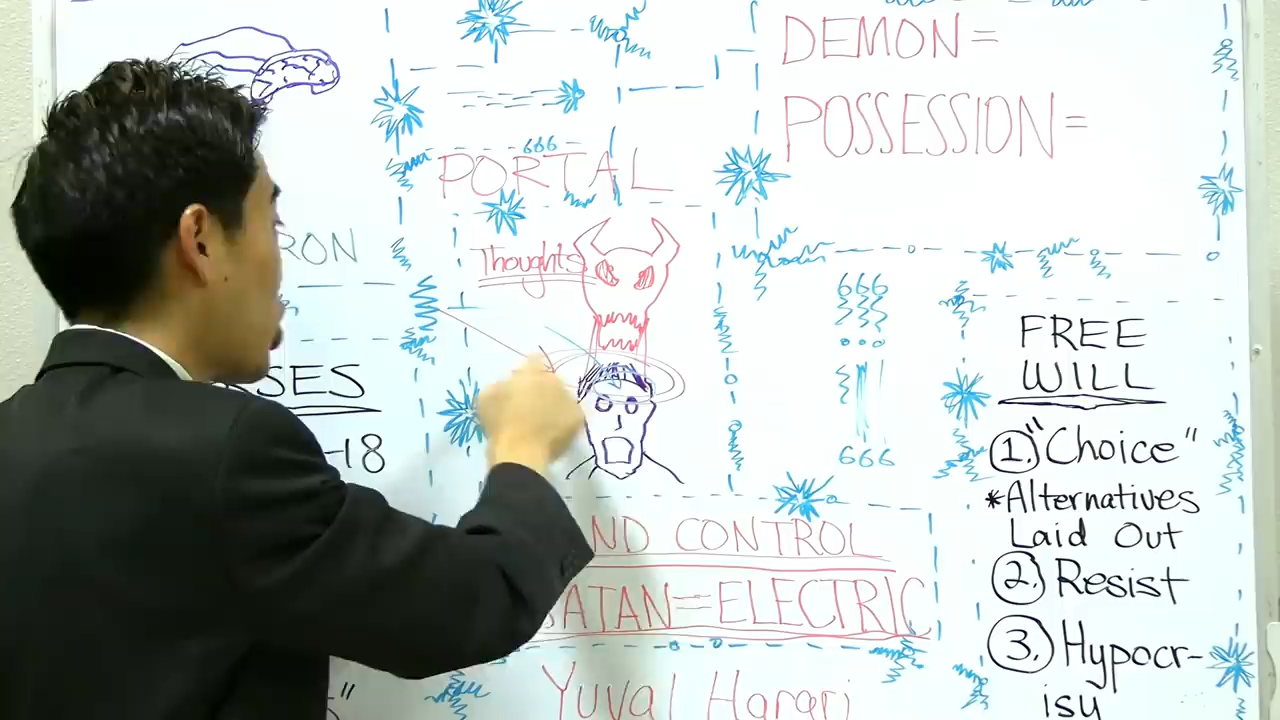 DEMON=
POSSESSION=
666
PORTAL
RON
Thoughts
SES
-18
666
666
FREE
WILL
1. "Choice"
*Alternatives
Laid Out
2. Resist
3. Hypocr-
isy
ND CONTROL
SATAN=ELECTRIC
Yuval Harari